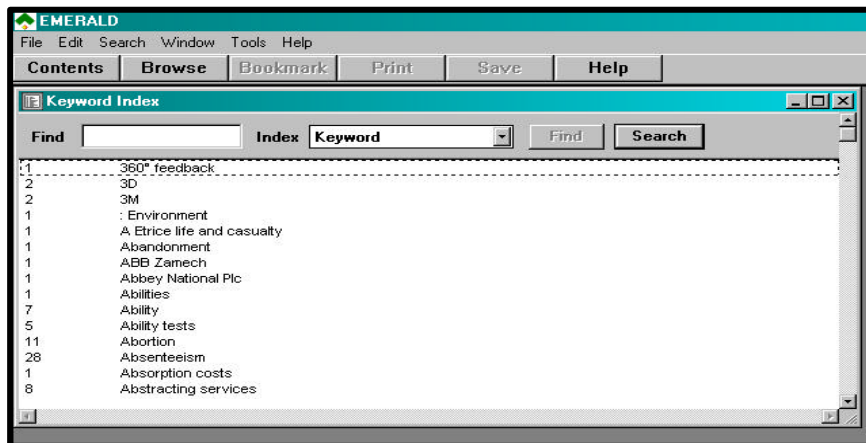 EMERALD
File Edit Search Window Tools Help
Contents Browse Bookmark Print Save Help
Keyword Index
Find Index Keyword Find Search
1 360° feedback
2 3D
2 3M
1 : Environment
1 A Etrice life and casualty
1 Abandonment
1 ABB Zamech
1 Abbey National Plc
1 Abilities
7 Ability
5 Ability tests
11 Abortion
28 Absenteeism
1 Absorption costs
8 Abstracting services